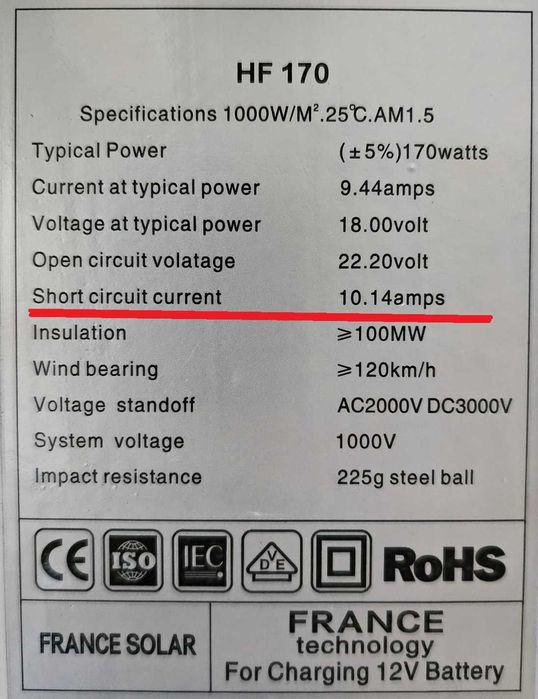 HF 170
Specifications 1000W/M².25℃.AM1.5
Typical Power (±5%)170watts
Current at typical power 9.44amps
Voltage at typical power 18.00volt
Open circuit volatage 22.20volt
Short circuit current 10.14amps
Insulation ≥100MW
Wind bearing ≥120km/h
Voltage standoff AC2000V DC3000V
System voltage 1000V
Impact resistance 225g steel ball
CE ISO IEC VDE RoHS
FRANCE SOLAR
FRANCE
technology
For Charging 12V Battery